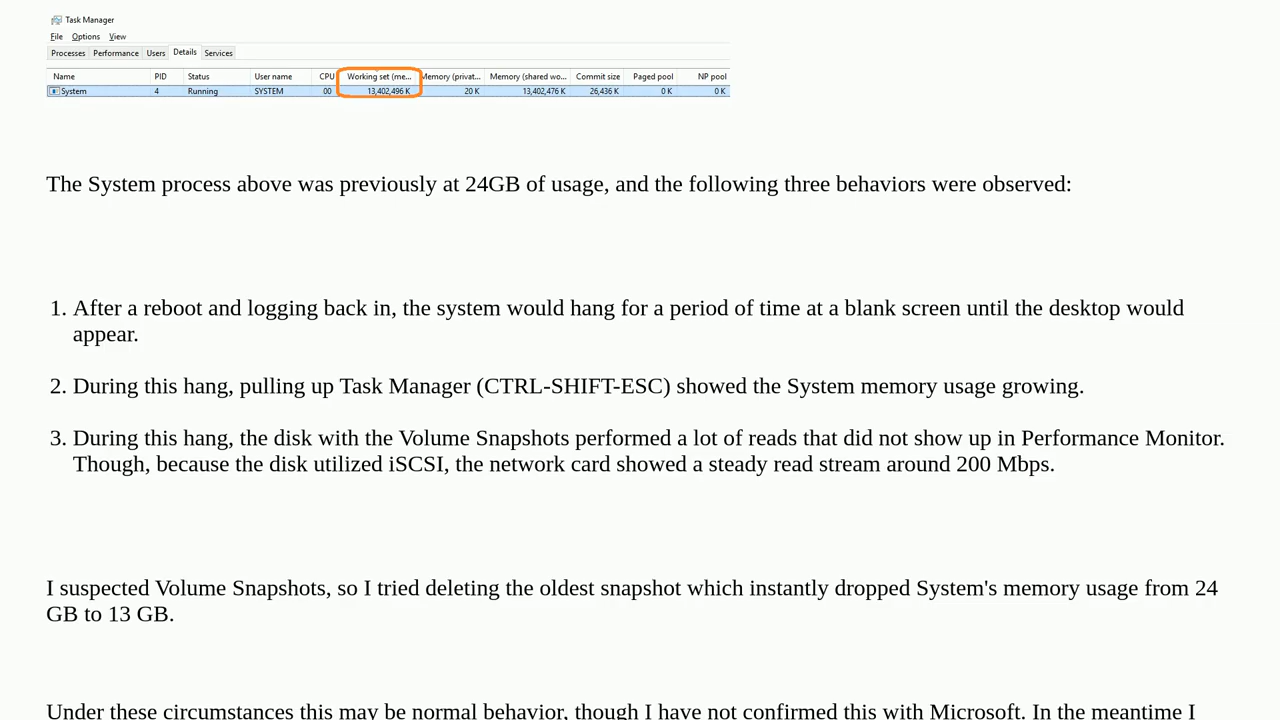 Task Manager
File Options View
Processes Performance Users Details Services
Name PID Status User name CPU Working set (me... Memory (privat... Memory (shared wo... Commit size Paged pool NP pool
System 4 Running SYSTEM 00 13,402,496 K 20 K 13,402,476 K 26,436 K 0 K 0 K
The System process above was previously at 24GB of usage, and the following three behaviors were observed:
1. After a reboot and logging back in, the system would hang for a period of time at a blank screen until the desktop would
appear.
2. During this hang, pulling up Task Manager (CTRL-SHIFT-ESC) showed the System memory usage growing.
3. During this hang, the disk with the Volume Snapshots performed a lot of reads that did not show up in Performance Monitor.
Though, because the disk utilized iSCSI, the network card showed a steady read stream around 200 Mbps.
I suspected Volume Snapshots, so I tried deleting the oldest snapshot which instantly dropped System's memory usage from 24
GB to 13 GB.
Under these circumstances this may be normal behavior, though I have not confirmed this with Microsoft. In the meantime I